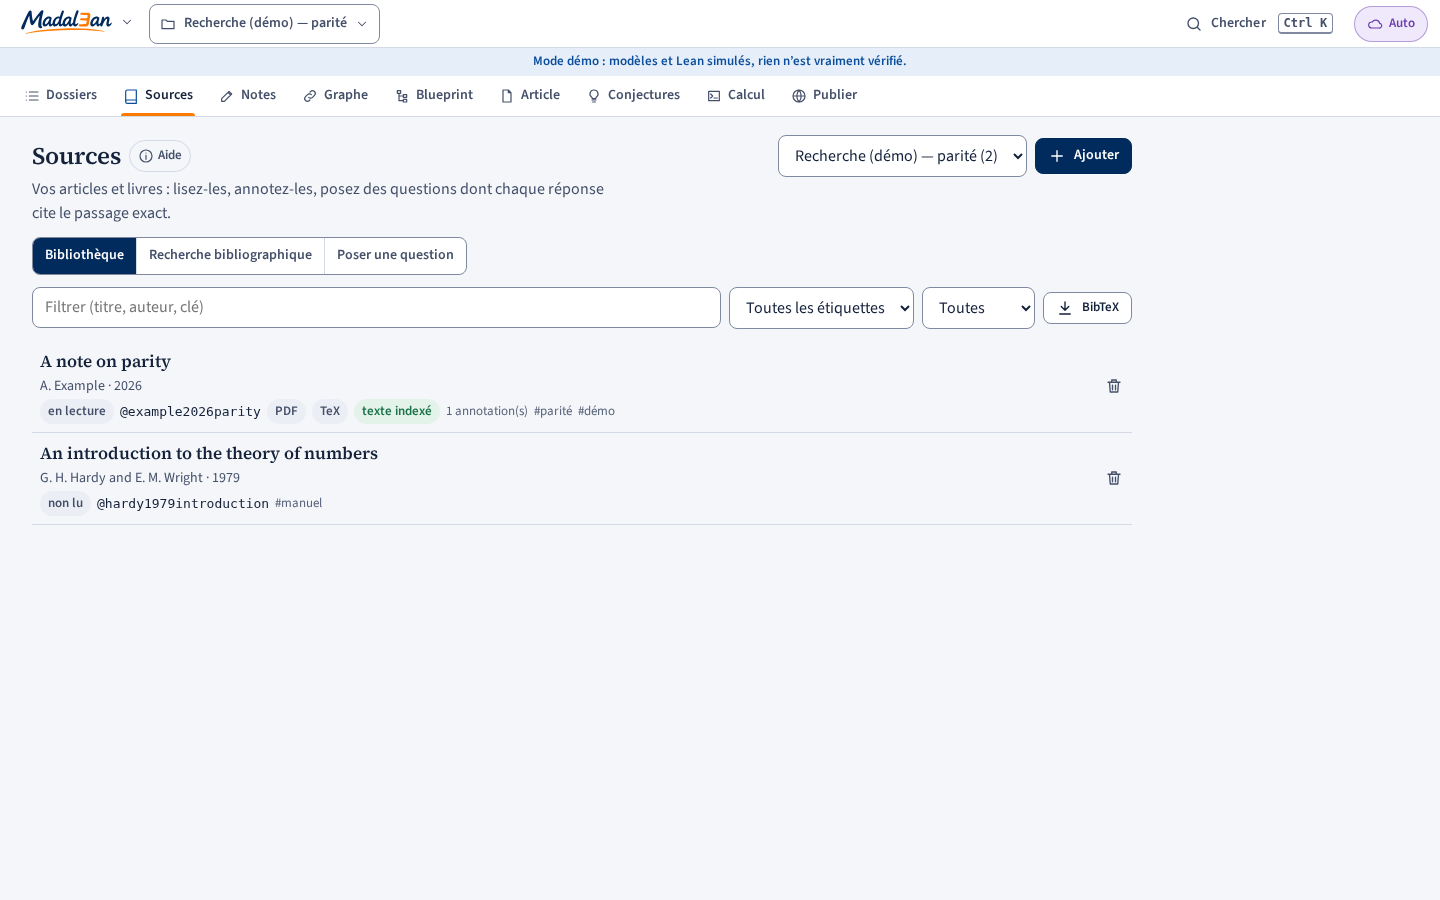 Madalean
Recherche (démo) — parité
Chercher Ctrl K
Auto
Mode démo : modèles et Lean simulés, rien n’est vraiment vérifié.
Dossiers
Sources
Notes
Graphe
Blueprint
Article
Conjectures
Calcul
Publier
Sources
Aide
Recherche (démo) — parité (2)
Ajouter
Vos articles et livres : lisez-les, annotez-les, posez des questions dont chaque réponse
cite le passage exact.
Bibliothèque
Recherche bibliographique
Poser une question
Filtrer (titre, auteur, clé)
Toutes les étiquettes
Toutes
BibTeX
A note on parity
A. Example · 2026
en lecture @example2026parity PDF TeX texte indexé 1 annotation(s) #parité #démo
An introduction to the theory of numbers
G. H. Hardy and E. M. Wright · 1979
non lu @hardy1979introduction #manuel